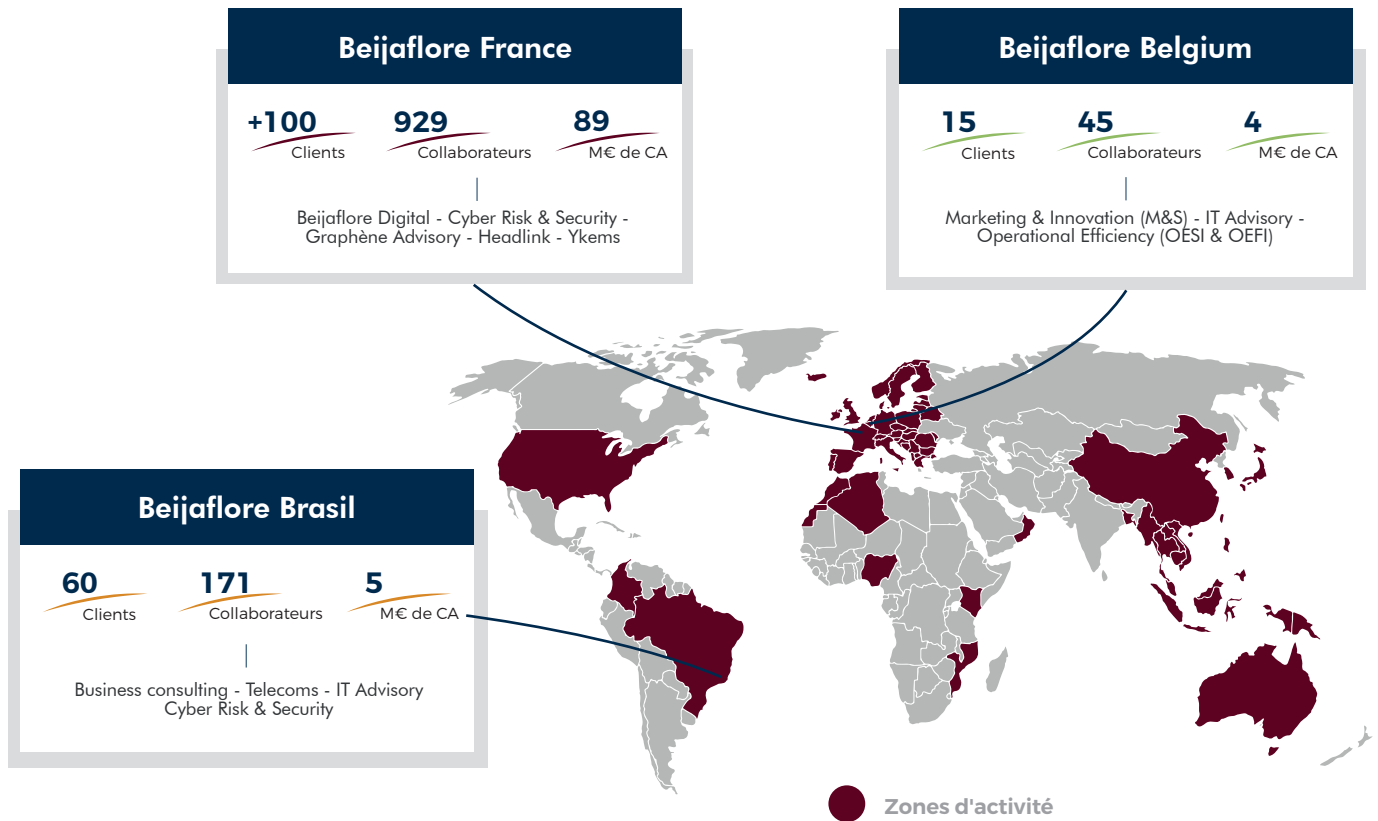 Beijaflore France
+100
Clients
929
Collaborateurs
89
M€ de CA
Beijaflore Digital - Cyber Risk & Security -
Graphène Advisory - Headlink - Ykems
Beijaflore Belgium
15
Clients
45
Collaborateurs
4
M€ de CA
Marketing & Innovation (M&S) - IT Advisory -
Operational Efficiency (OESI & OEFI)
Beijaflore Brasil
60
Clients
171
Collaborateurs
5
M€ de CA
Business consulting - Telecoms - IT Advisory
Cyber Risk & Security
Zones d'activité